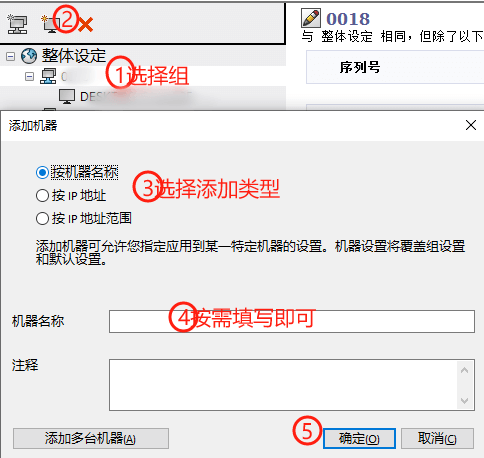 ②
0018
与 整体设定 相同，但除了以下
整体设定
序列号
0
①选择组
DES
添加机器
按机器名称
③选择添加类型
按 IP 地址
按 IP 地址范围
添加机器可允许您指定应用到某一特定机器的设置。机器设置将覆盖组设置
和默认设置。
④按需填写即可
机器名称
注释
⑤
添加多台机器(A)
确定(O)
取消(C)